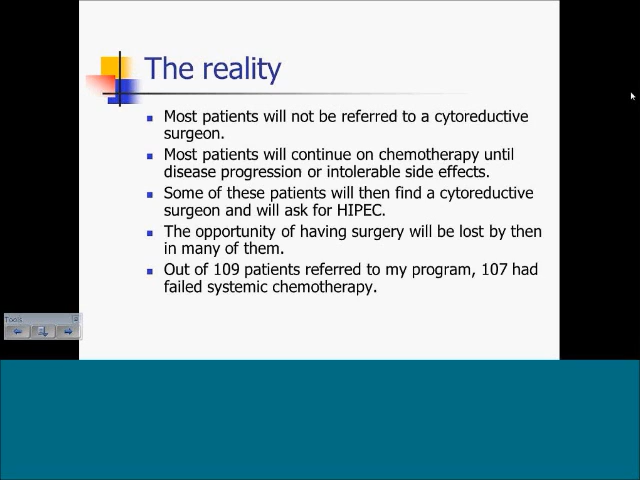 The reality
Most patients will not be referred to a cytoreductive
surgeon.
Most patients will continue on chemotherapy until
disease progression or intolerable side effects.
Some of these patients will then find a cytoreductive
surgeon and will ask for HIPEC.
The opportunity of having surgery will be lost by then
in many of them.
Out of 109 patients referred to my program, 107 had
failed systemic chemotherapy.
Tools